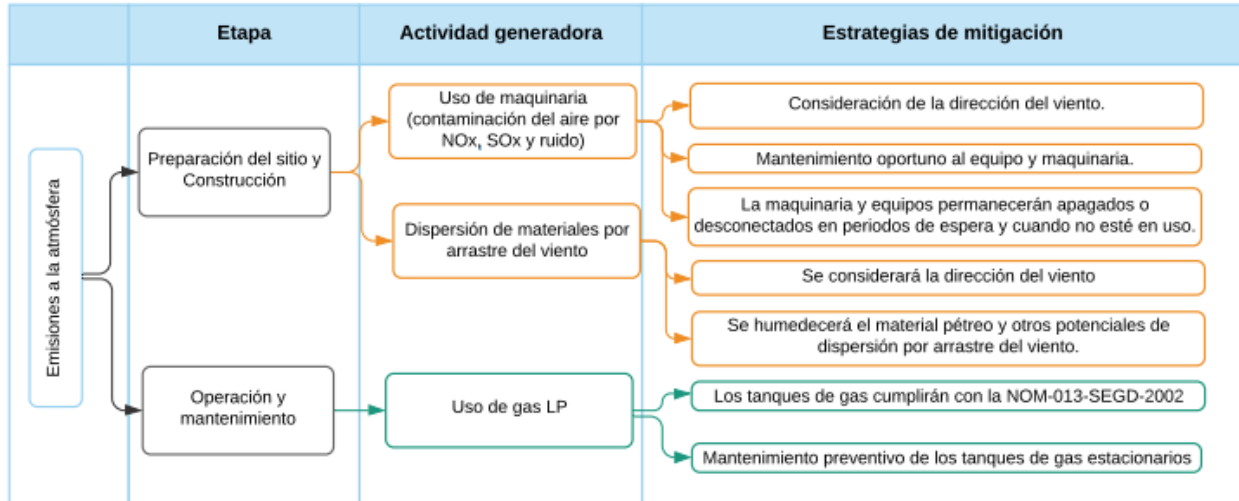 Etapa
Actividad generadora
Estrategias de mitigación
Emisiones a la atmósfera
Preparación del sitio y
Construcción
Uso de maquinaria
(contaminación del aire por
NOx, SOx y ruido)
Consideración de la dirección del viento.
Mantenimiento oportuno al equipo y maquinaria.
La maquinaria y equipos permanecerán apagados o
desconectados en periodos de espera y cuando no esté en uso.
Dispersión de materiales por
arrastre del viento
Se considerará la dirección del viento
Se humedecerá el material pétreo y otros potenciales de
dispersión por arrastre del viento.
Operación y
mantenimiento
Uso de gas LP
Los tanques de gas cumplirán con la NOM-013-SEGD-2002
Mantenimiento preventivo de los tanques de gas estacionarios